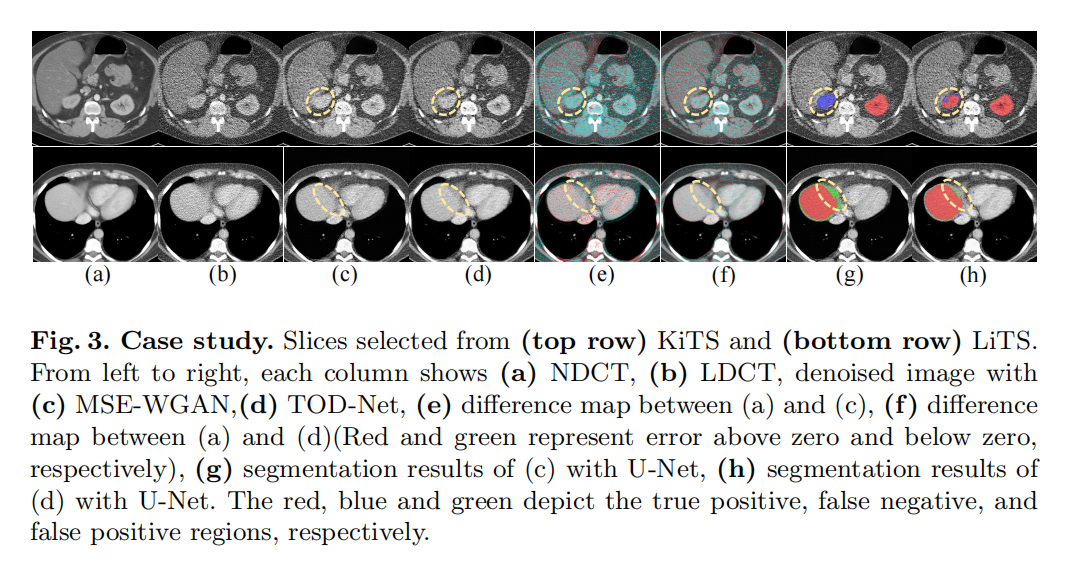 (a) (b) (c) (d) (e) (f) (g) (h)
Fig. 3. Case study. Slices selected from (top row) KiTS and (bottom row) LiTS.
From left to right, each column shows (a) NDCT, (b) LDCT, denoised image with
(c) MSE-WGAN,(d) TOD-Net, (e) difference map between (a) and (c), (f) difference
map between (a) and (d)(Red and green represent error above zero and below zero,
respectively), (g) segmentation results of (c) with U-Net, (h) segmentation results of
(d) with U-Net. The red, blue and green depict the true positive, false negative, and
false positive regions, respectively.